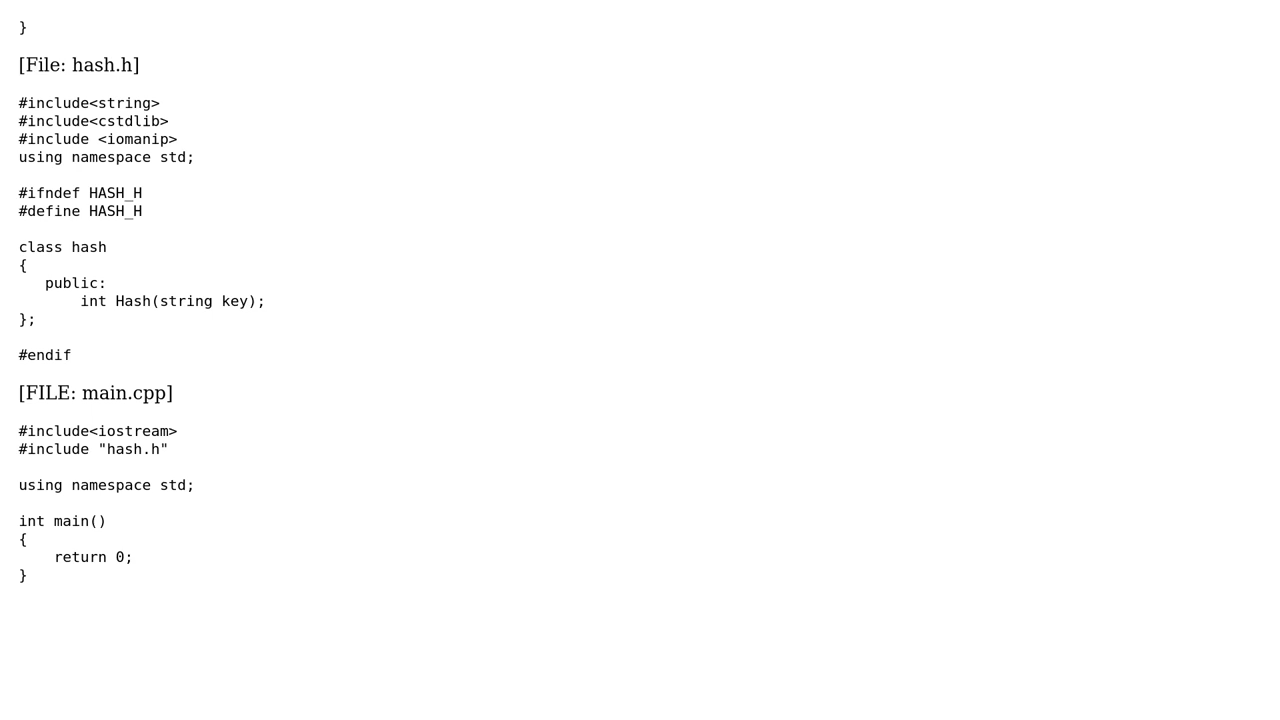 }
[File: hash.h]
#include<string>
#include<cstdlib>
#include <iomanip>
using namespace std;
#ifndef HASH_H
#define HASH_H
class hash
{
   public:
       int Hash(string key);
};
#endif
[FILE: main.cpp]
#include<iostream>
#include "hash.h"
using namespace std;
int main()
{
    return 0;
}